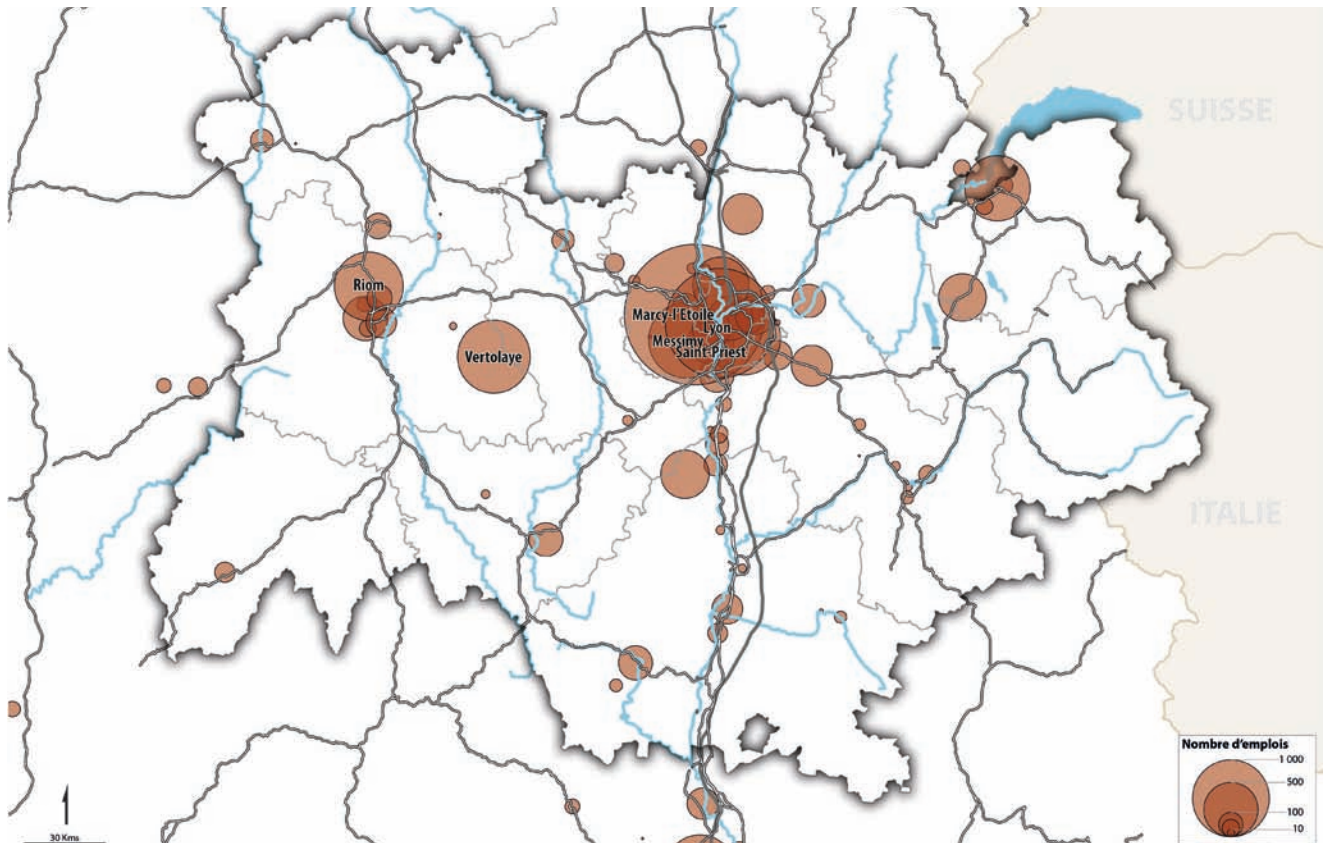 SUISSE
Riom
Marcy-l'Etoile
Lyon
Messimy
Saint-Priest
Vertolaye
ITALIE
Nombre d'emplois
1 000
500
100
10
30 Kms